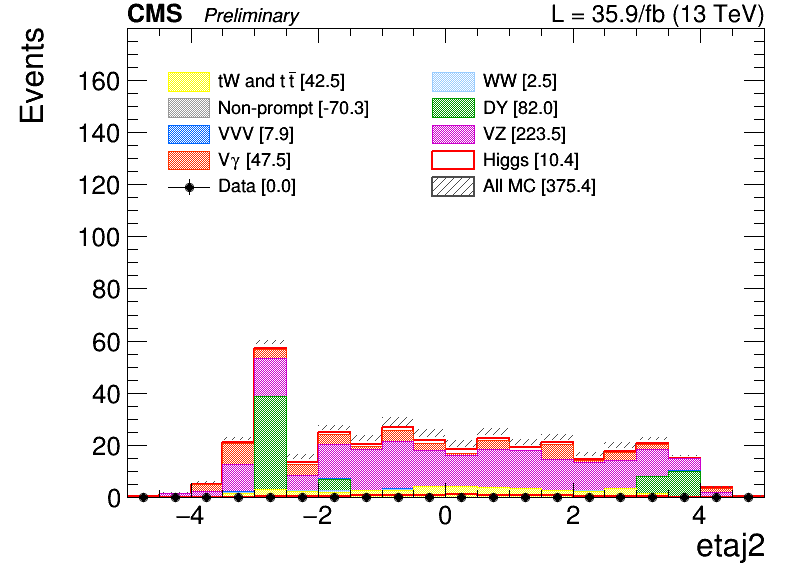 CMS Preliminary L = 35.9/fb (13 TeV)
Events
160
140
120
100
80
60
40
20
0
tW and t t̅ [42.5]
Non-prompt [-70.3]
VVV [7.9]
Vγ [47.5]
Data [0.0]
WW [2.5]
DY [82.0]
VZ [223.5]
Higgs [10.4]
All MC [375.4]
−4 −2 0 2 4
etaj2